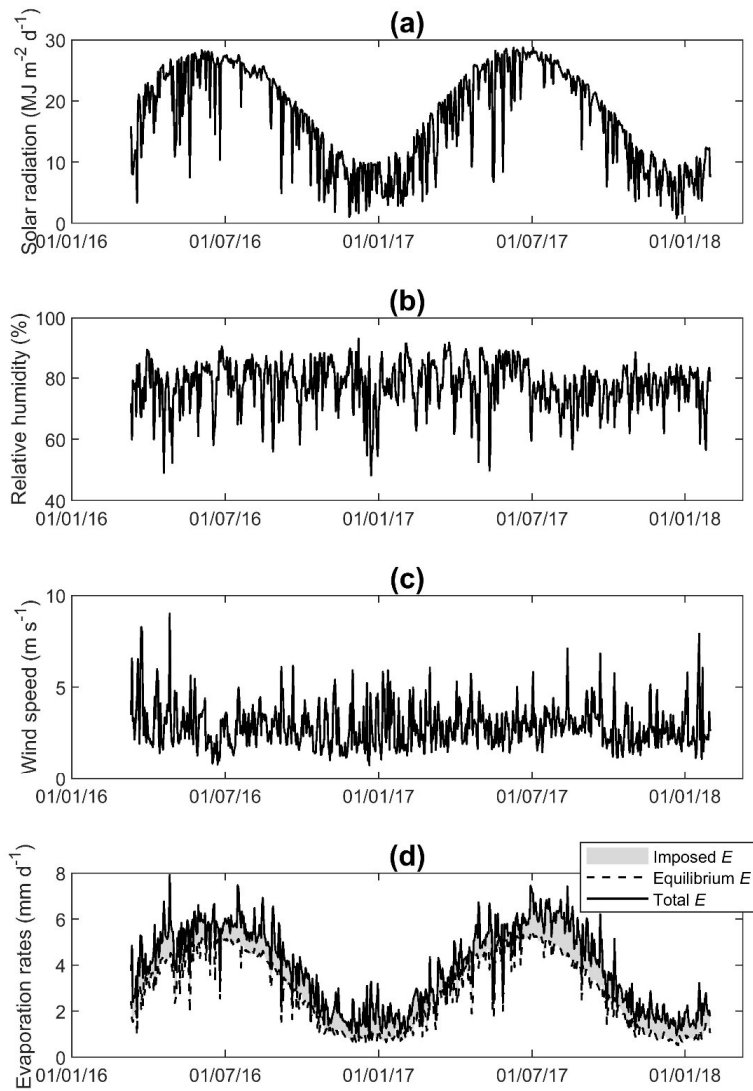 (a)
Solar radiation (MJ m⁻² d⁻¹)
30
20
10
0
01/01/16 01/07/16 01/01/17 01/07/17 01/01/18
(b)
Relative humidity (%)
100
80
60
40
01/01/16 01/07/16 01/01/17 01/07/17 01/01/18
(c)
Wind speed (m s⁻¹)
10
5
0
01/01/16 01/07/16 01/01/17 01/07/17 01/01/18
(d)
Evaporation rates (mm d⁻¹)
8
6
4
2
0
Imposed E
Equilibrium E
Total E
01/01/16 01/07/16 01/01/17 01/07/17 01/01/18